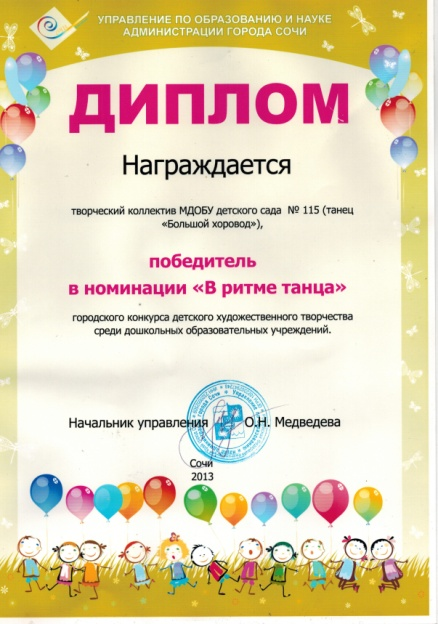 УПРАВЛЕНИЕ ПО ОБРАЗОВАНИЮ И НАУКЕ
АДМИНИСТРАЦИИ ГОРОДА СОЧИ
ДИПЛОМ
Награждается
творческий коллектив МДОБУ детского сада № 115 (танец
«Большой хоровод»),
победитель
в номинации «В ритме танца»
городского конкурса детского художественного творчества
среди дошкольных образовательных учреждений.
Начальник управления О.Н. Медведева
Сочи
2013